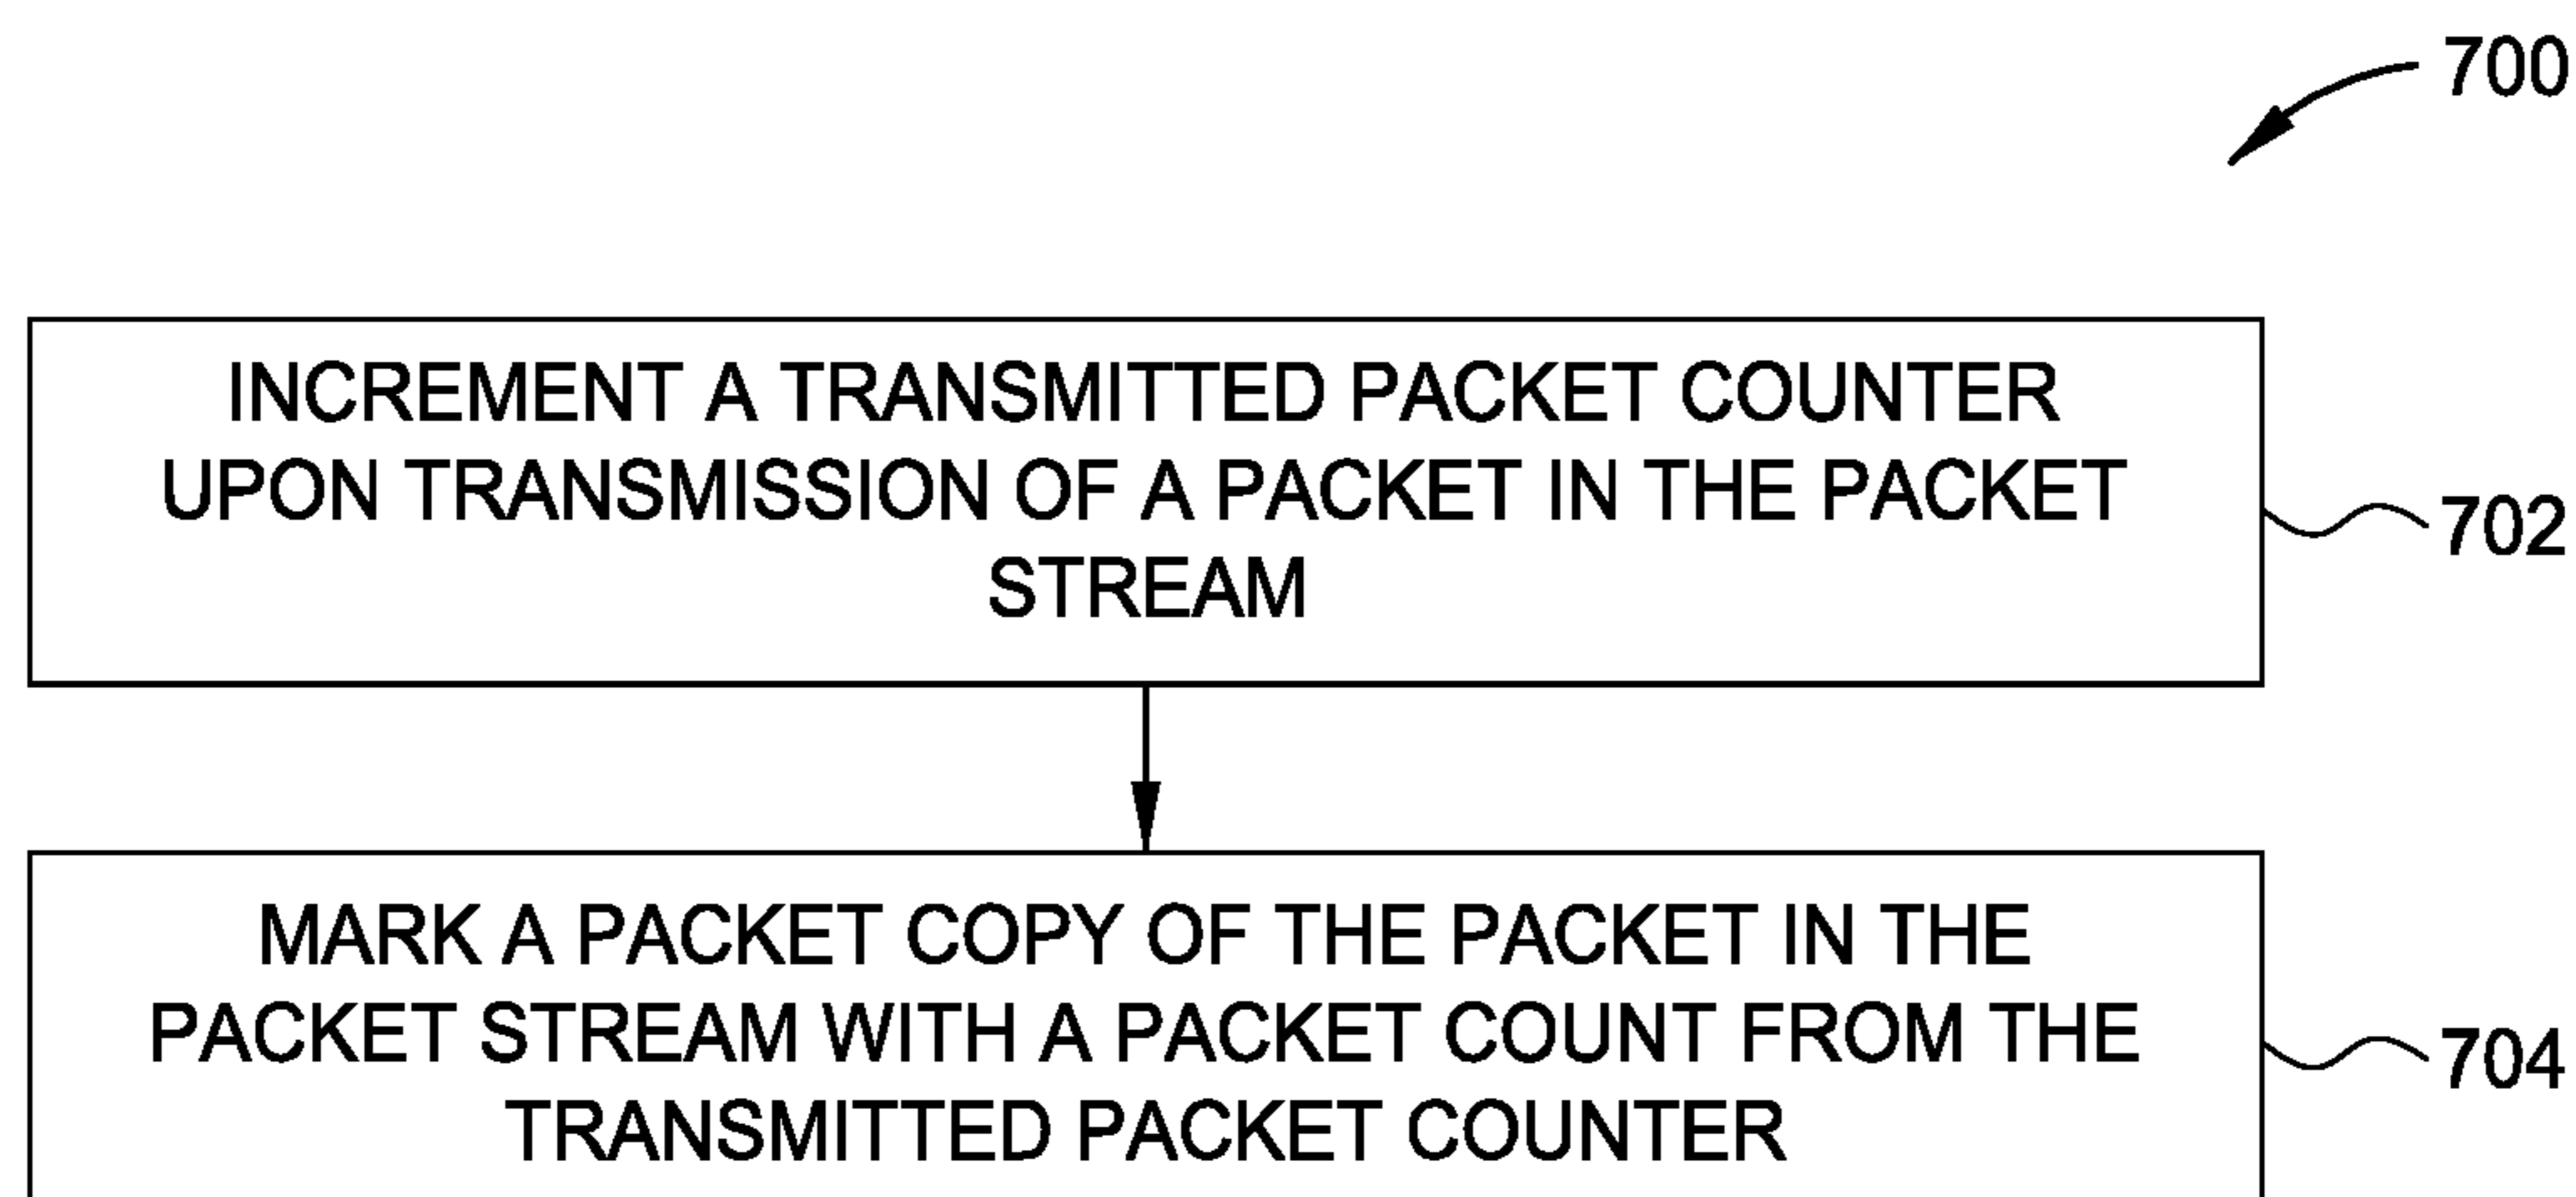 700
INCREMENT A TRANSMITTED PACKET COUNTER
UPON TRANSMISSION OF A PACKET IN THE PACKET
STREAM
702
MARK A PACKET COPY OF THE PACKET IN THE
PACKET STREAM WITH A PACKET COUNT FROM THE
TRANSMITTED PACKET COUNTER
704